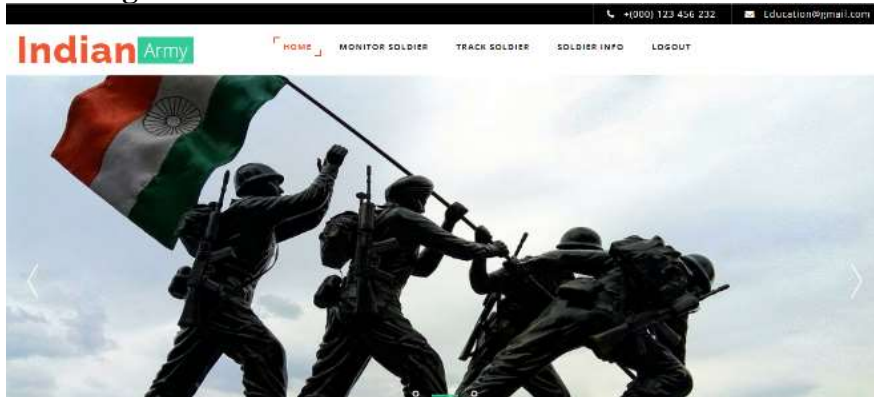 +(000) 123 456 232 Education@gmail.com
Indian Army
HOME MONITOR SOLDIER TRACK SOLDIER SOLDIER INFO LOGOUT